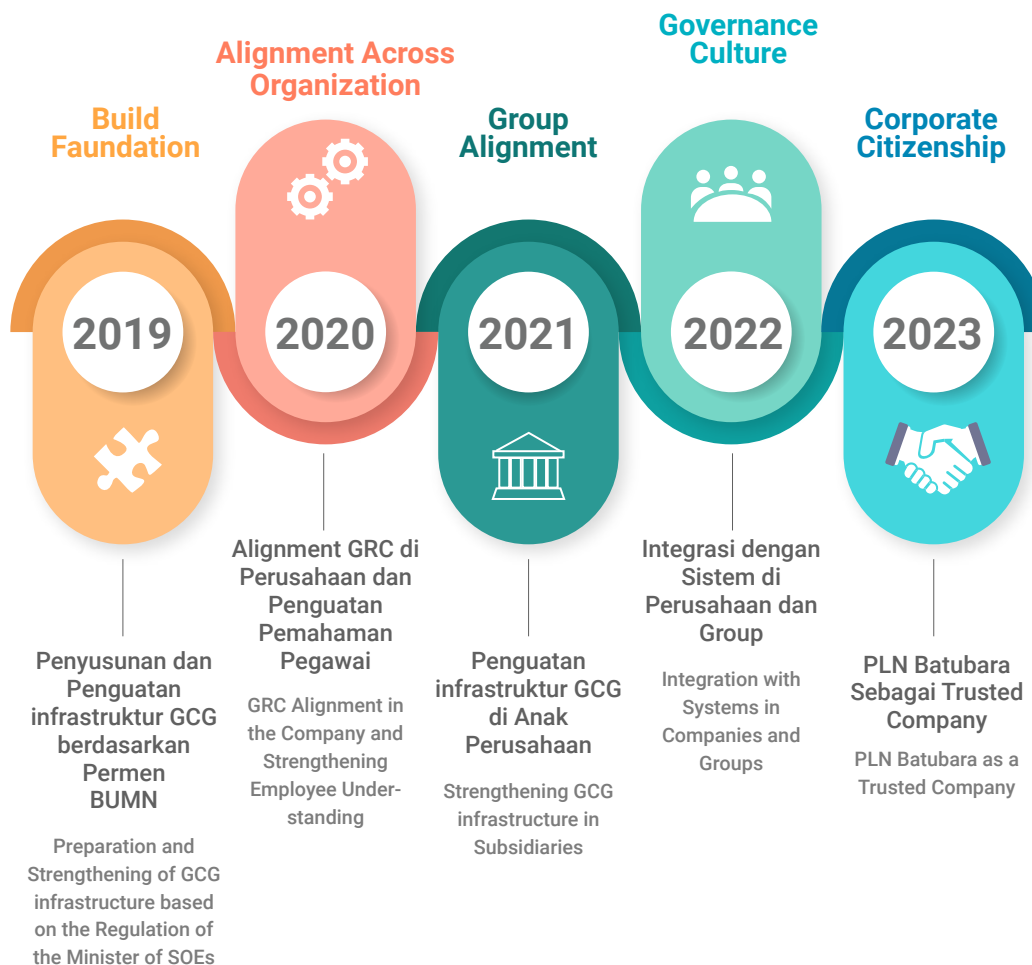 Build
Faundation
2019
Penyusunan dan
Penguatan
infrastruktur GCG
berdasarkan
Permen
BUMN
Preparation and
Strengthening of GCG
infrastructure based
on the Regulation of
the Minister of SOEs
Alignment Across
Organization
2020
Alignment GRC di
Perusahaan dan
Penguatan
Pemahaman
Pegawai
GRC Alignment in
the Company and
Strengthening
Employee Under-
standing
Group
Alignment
2021
Penguatan
infrastruktur GCG
di Anak
Perusahaan
Strengthening GCG
infrastructure in
Subsidiaries
Governance
Culture
2022
Integrasi dengan
Sistem di
Perusahaan dan
Group
Integration with
Systems in
Companies and
Groups
Corporate
Citizenship
2023
PLN Batubara
Sebagai Trusted
Company
PLN Batubara as a
Trusted Company